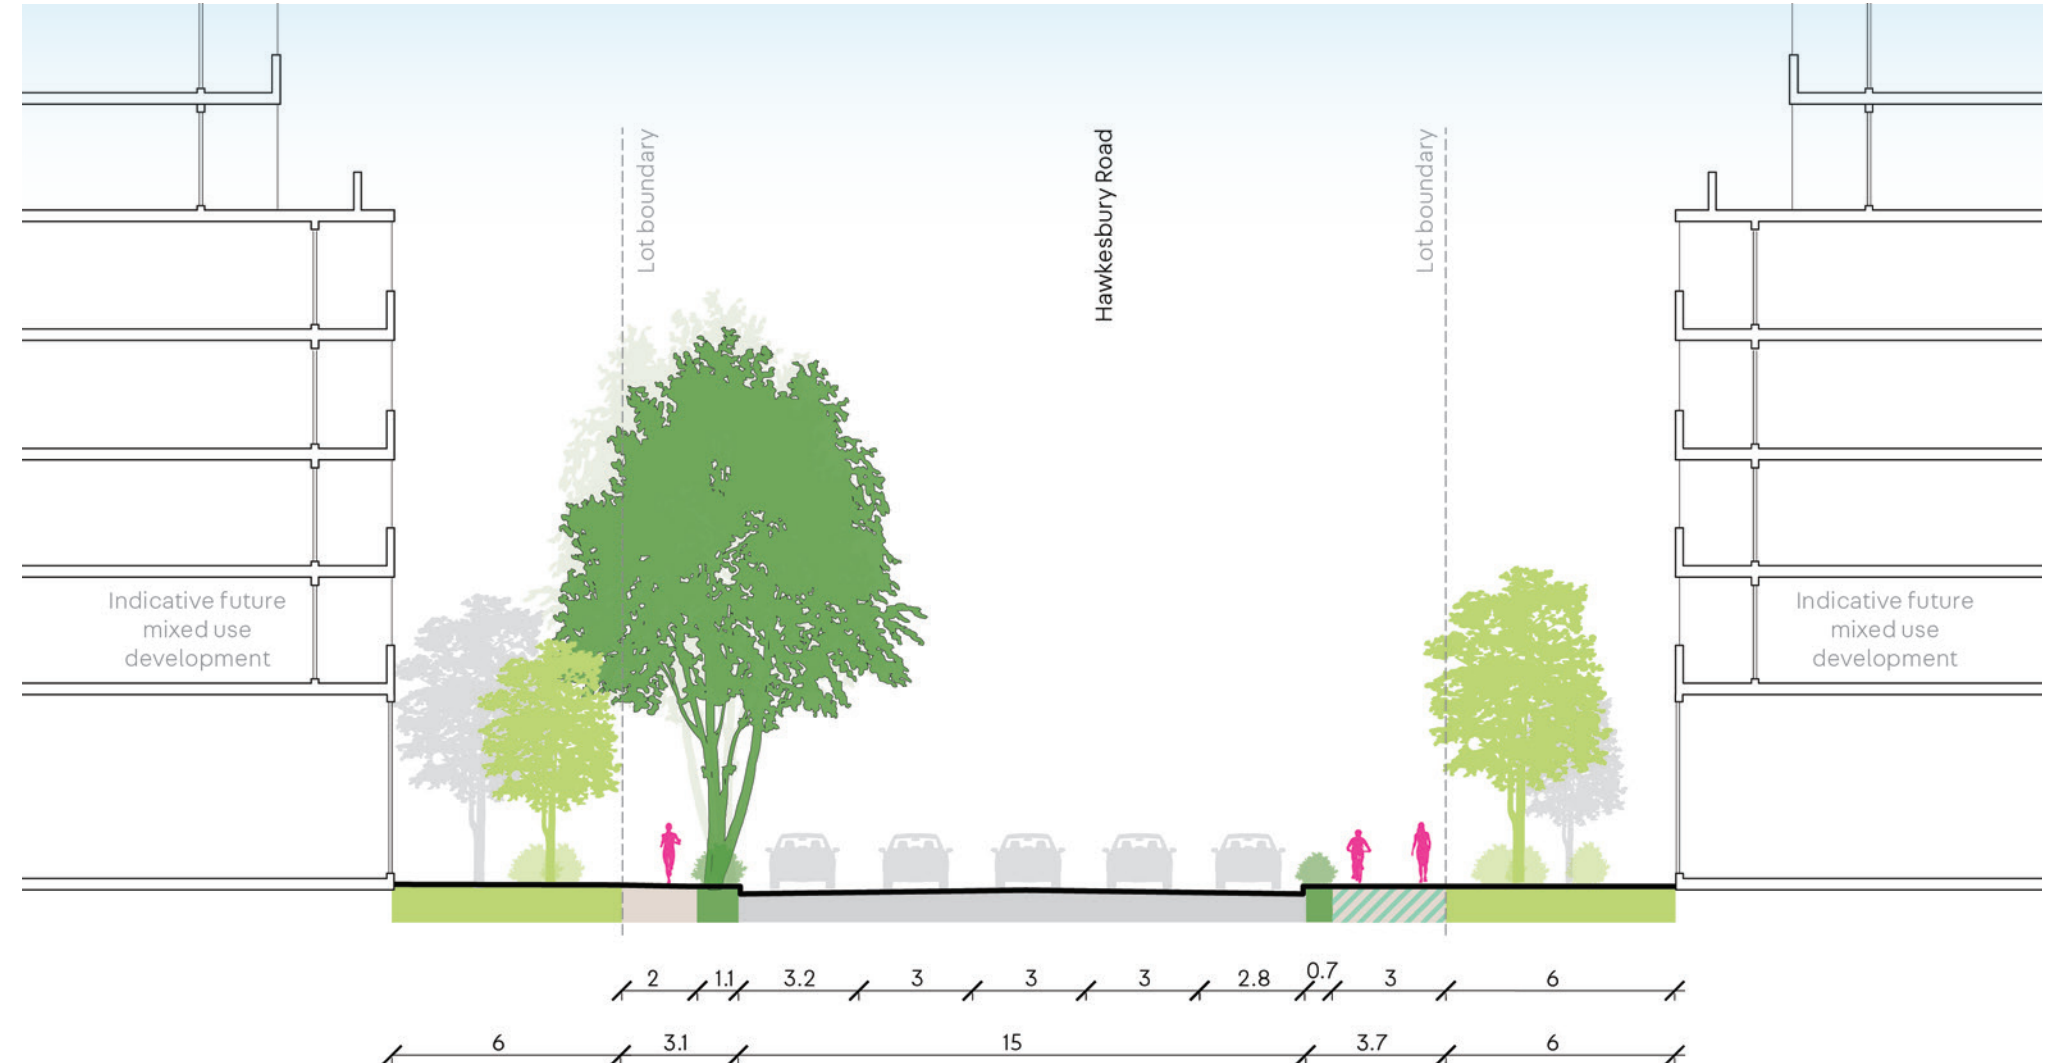 Lot boundary
Hawkesbury Road
Lot boundary
Indicative future
mixed use
development
Indicative future
mixed use
development
2 1.1 3.2 3 3 3 2.8 0.7 3 6
6 3.1 15 3.7 6